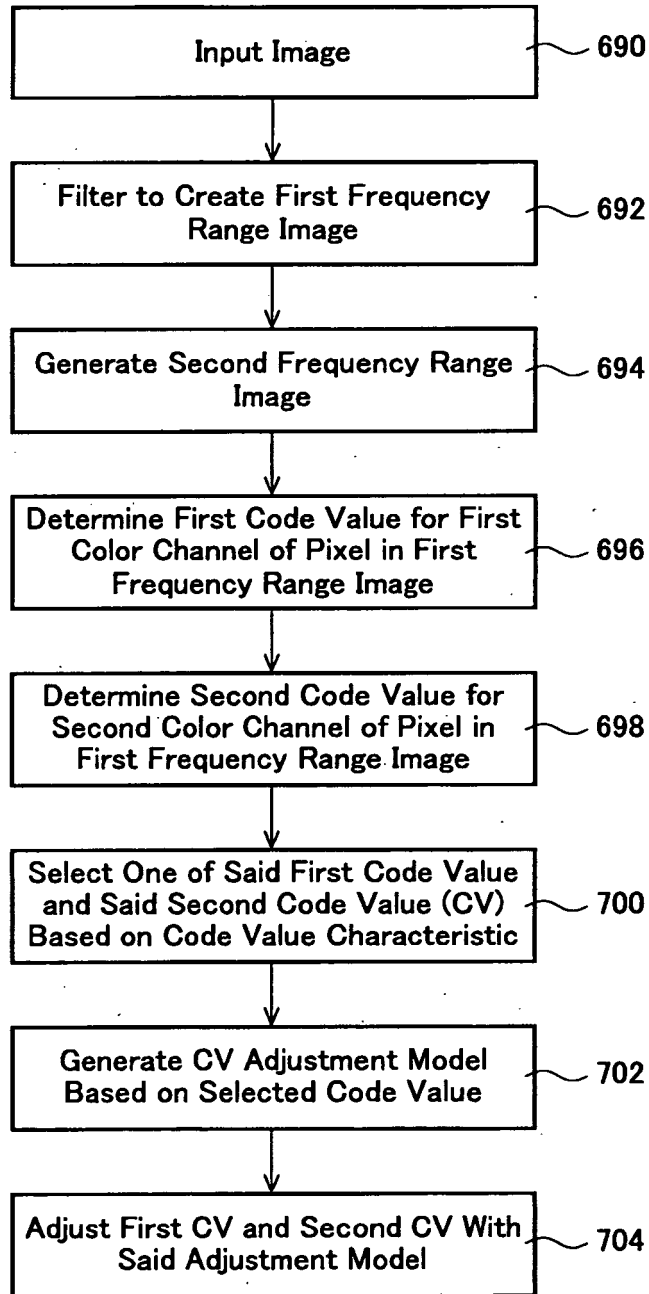 Input Image
690
Filter to Create First Frequency
Range Image
692
Generate Second Frequency Range
Image
694
Determine First Code Value for First
Color Channel of Pixel in First
Frequency Range Image
696
Determine Second Code Value for
Second Color Channel of Pixel in
First Frequency Range Image
698
Select One of Said First Code Value
and Said Second Code Value (CV)
Based on Code Value Characteristic
700
Generate CV Adjustment Model
Based on Selected Code Value
702
Adjust First CV and Second CV With
Said Adjustment Model
704